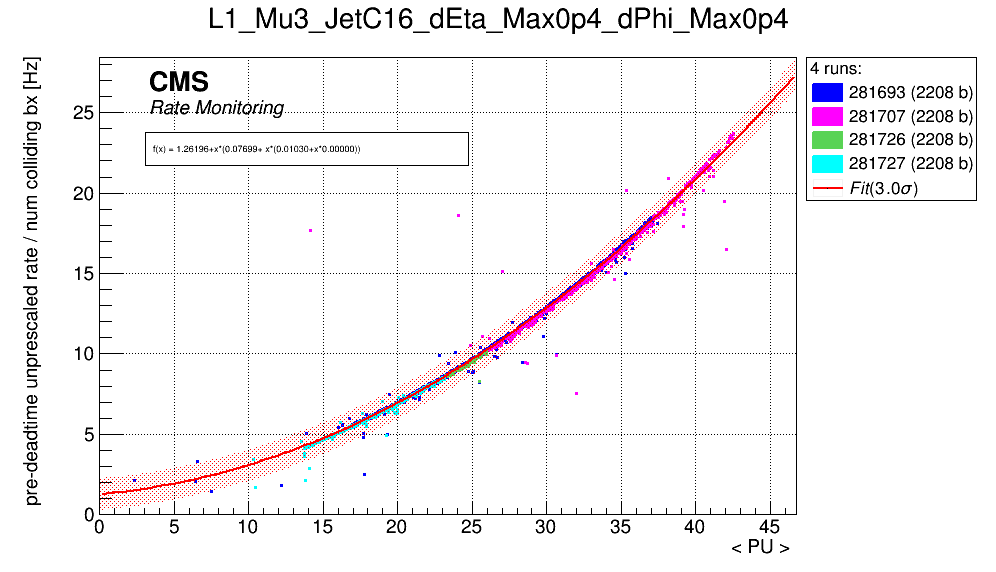 L1_Mu3_JetC16_dEta_Max0p4_dPhi_Max0p4
pre-deadtime unprescaled rate / num colliding bx [Hz]
CMS
Rate Monitoring
f(x) = 1.26196+x*(0.07699+ x*(0.01030+x*0.00000))
25
20
15
10
5
0
0 5 10 15 20 25 30 35 40 45
< PU >
4 runs:
281693 (2208 b)
281707 (2208 b)
281726 (2208 b)
281727 (2208 b)
Fit(3.0σ)